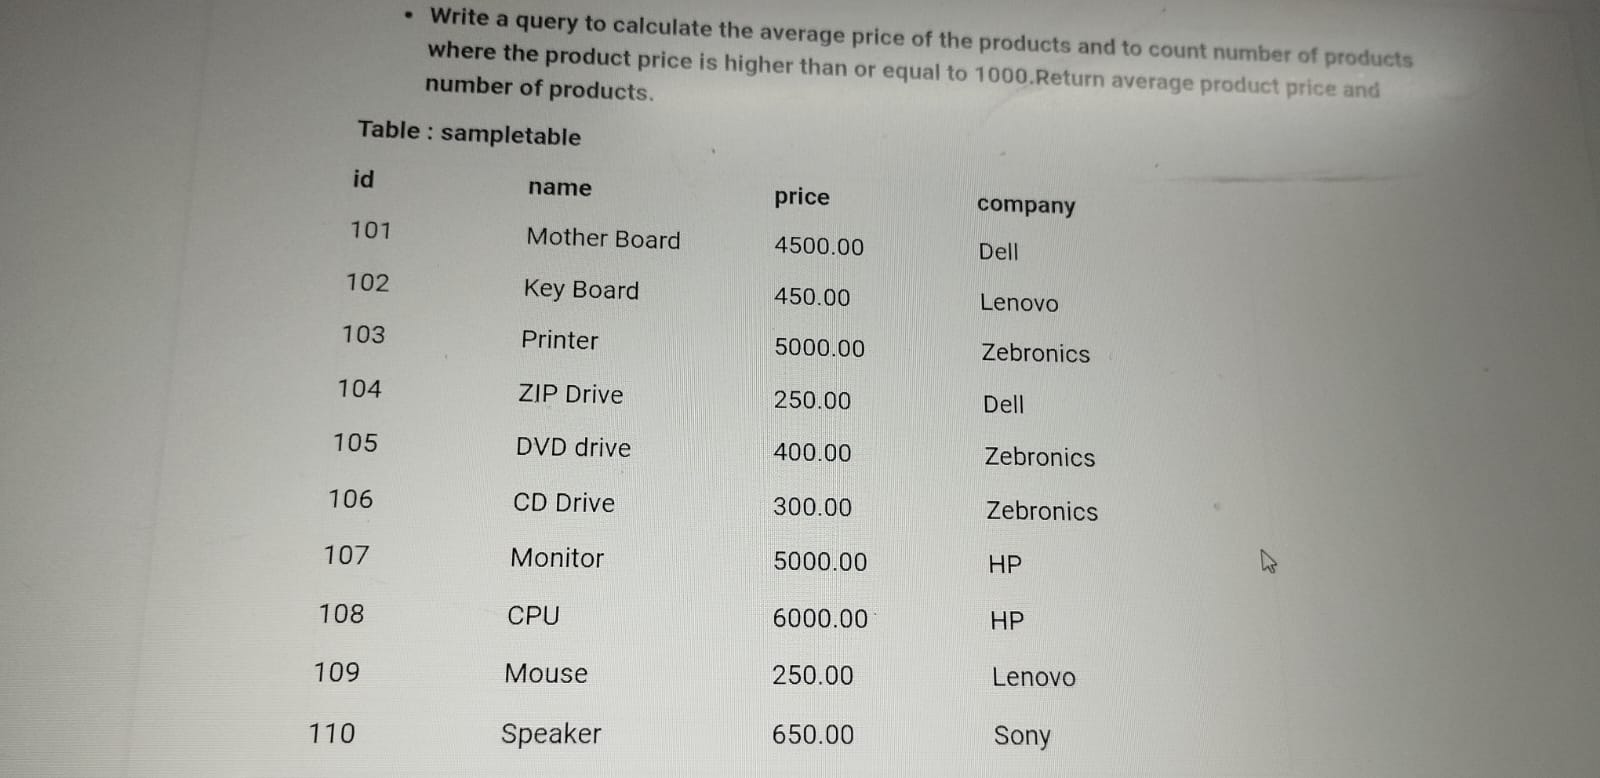 • Write a query to calculate the average price of the products and to count number of products
where the product price is higher than or equal to 1000.Return average product price and
number of products.
Table : sampletable
id name price company
101 Mother Board 4500.00 Dell
102 Key Board 450.00 Lenovo
103 Printer 5000.00 Zebronics
104 ZIP Drive 250.00 Dell
105 DVD drive 400.00 Zebronics
106 CD Drive 300.00 Zebronics
107 Monitor 5000.00 HP
108 CPU 6000.00 HP
109 Mouse 250.00 Lenovo
110 Speaker 650.00 Sony